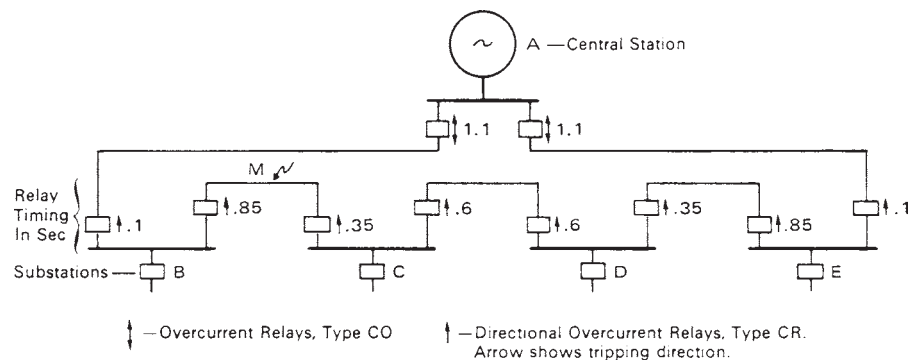 A — Central Station
1.1 1.1
M
Relay
Timing
In Sec
.1 .85 .35 .6 .6 .35 .85 .1
Substations — B C D E
— Overcurrent Relays, Type CO
— Directional Overcurrent Relays, Type CR.
Arrow shows tripping direction.